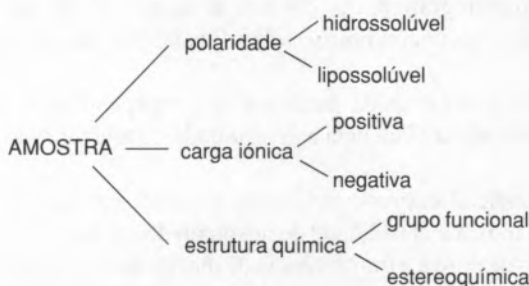 hidrossolúvel
polaridade
lipossolúvel
positiva
AMOSTRA
carga iónica
negativa
grupo funcional
estrutura química
estereoquímica